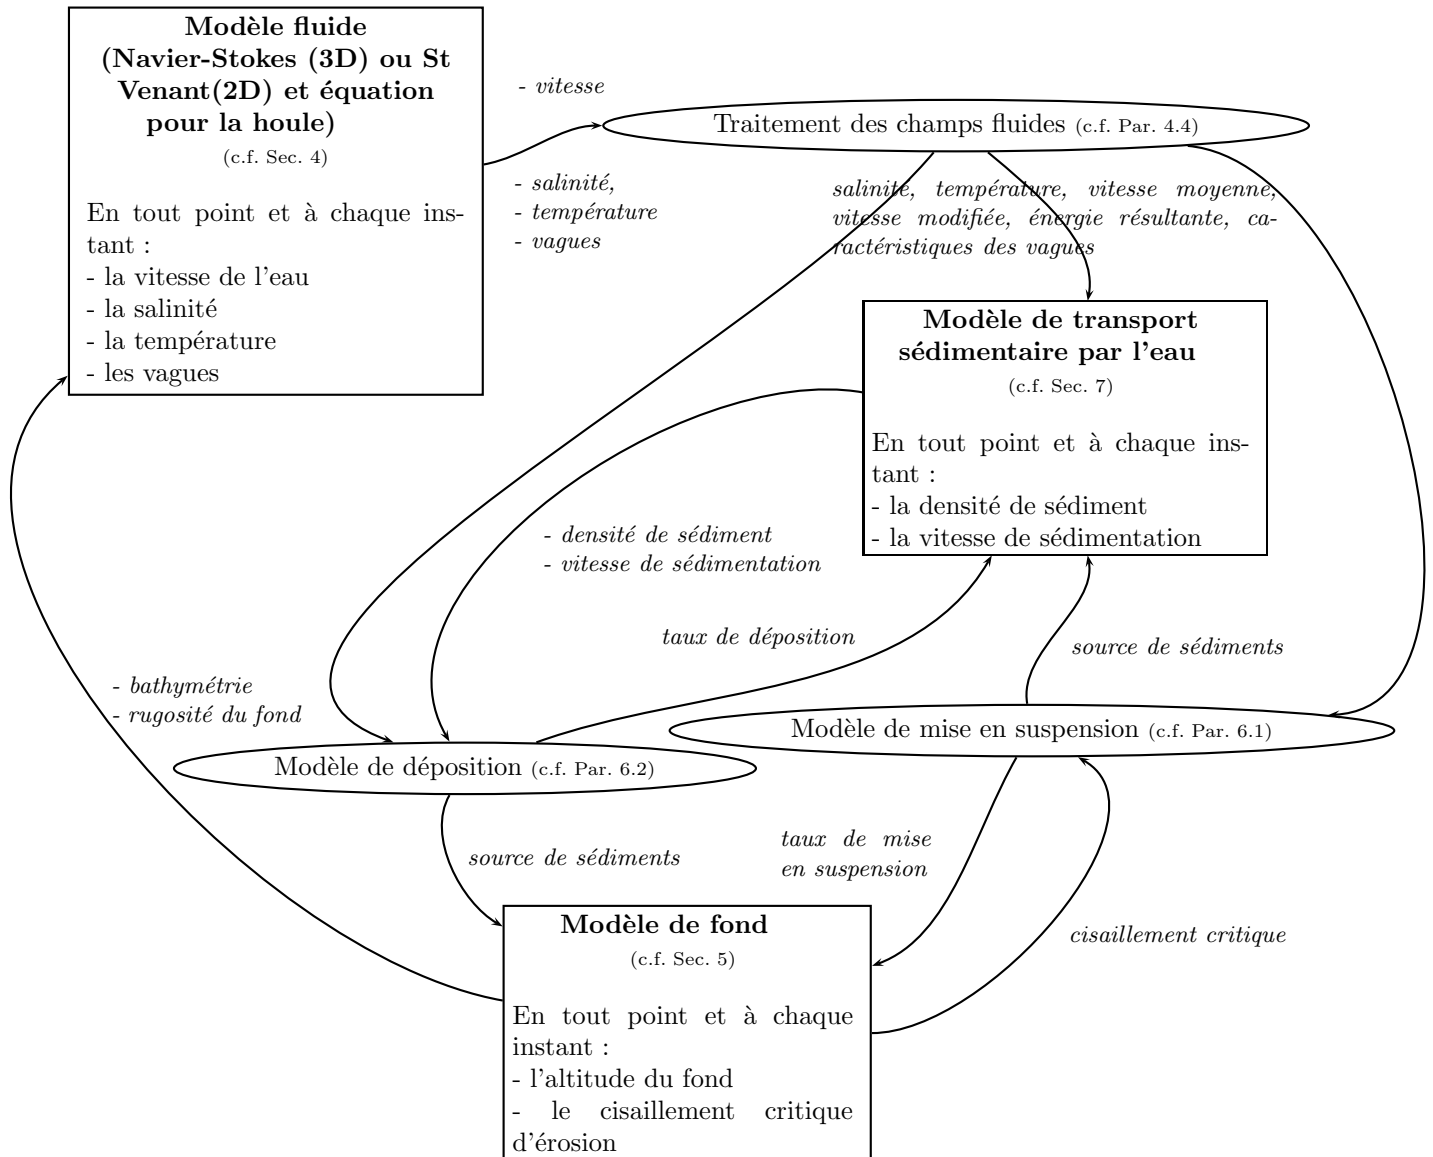 Modèle fluide
(Navier-Stokes (3D) ou St
Venant(2D) et équation
pour la houle)
(c.f. Sec. 4)
En tout point et à chaque ins-
tant :
- la vitesse de l'eau
- la salinité
- la température
- les vagues
- vitesse
- salinité,
- température
- vagues
Traitement des champs fluides (c.f. Par. 4.4)
salinité, température, vitesse moyenne,
vitesse modifiée, énergie résultante, ca-
ractéristiques des vagues
Modèle de transport
sédimentaire par l'eau
(c.f. Sec. 7)
En tout point et à chaque ins-
tant :
- la densité de sédiment
- la vitesse de sédimentation
- densité de sédiment
- vitesse de sédimentation
taux de déposition
source de sédiments
- bathymétrie
- rugosité du fond
Modèle de mise en suspension (c.f. Par. 6.1)
Modèle de déposition (c.f. Par. 6.2)
source de sédiments
taux de mise
en suspension
cisaillement critique
Modèle de fond
(c.f. Sec. 5)
En tout point et à chaque
instant :
- l'altitude du fond
- le cisaillement critique
d'érosion